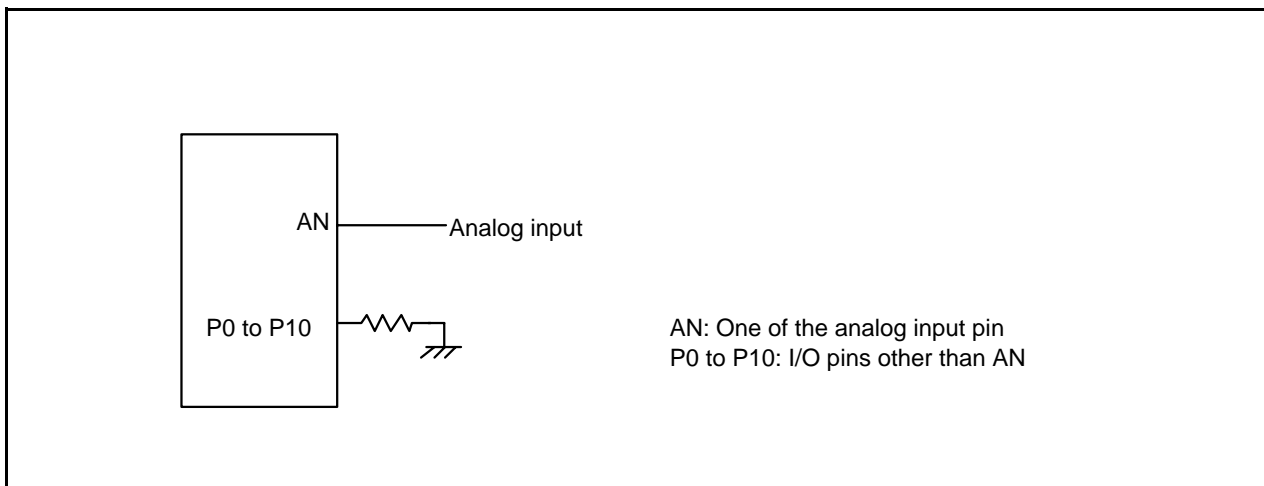 AN
Analog input
P0 to P10
AN: One of the analog input pin
P0 to P10: I/O pins other than AN